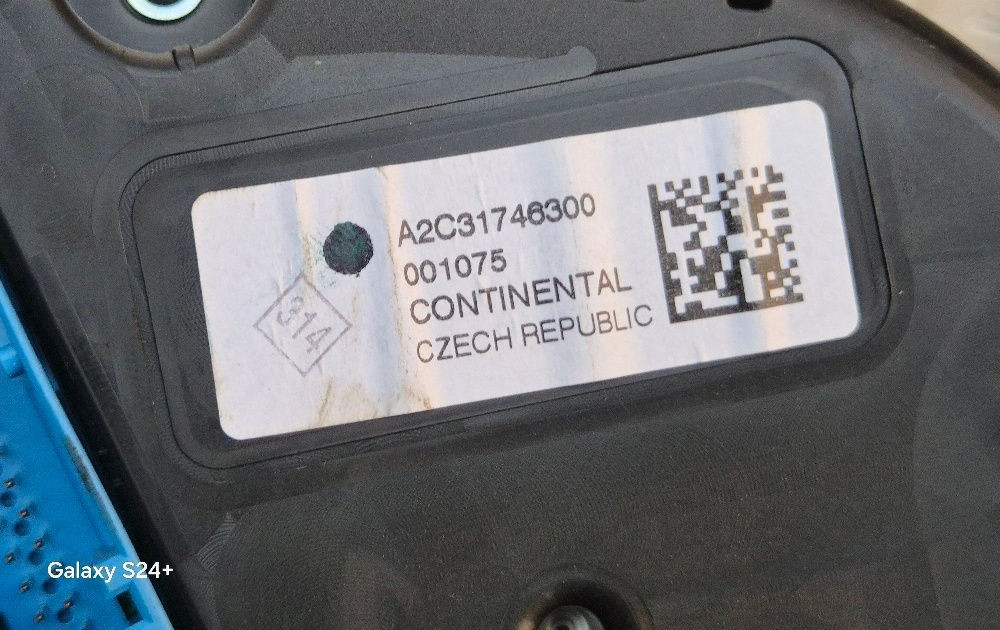 A2C31746300
001075
CONTINENTAL
CZECH REPUBLIC
314
Galaxy S24+